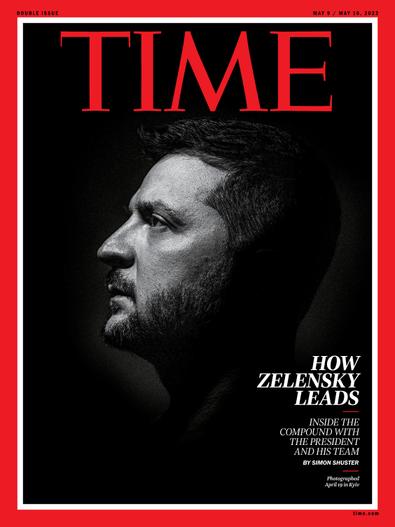 DOUBLE ISSUE
MAY 9 / MAY 16, 2022
TIME
HOW
ZELENSKY
LEADS
INSIDE THE
COMPOUND WITH
THE PRESIDENT
AND HIS TEAM
BY SIMON SHUSTER
Photographed
April 19 in Kyiv
time.com